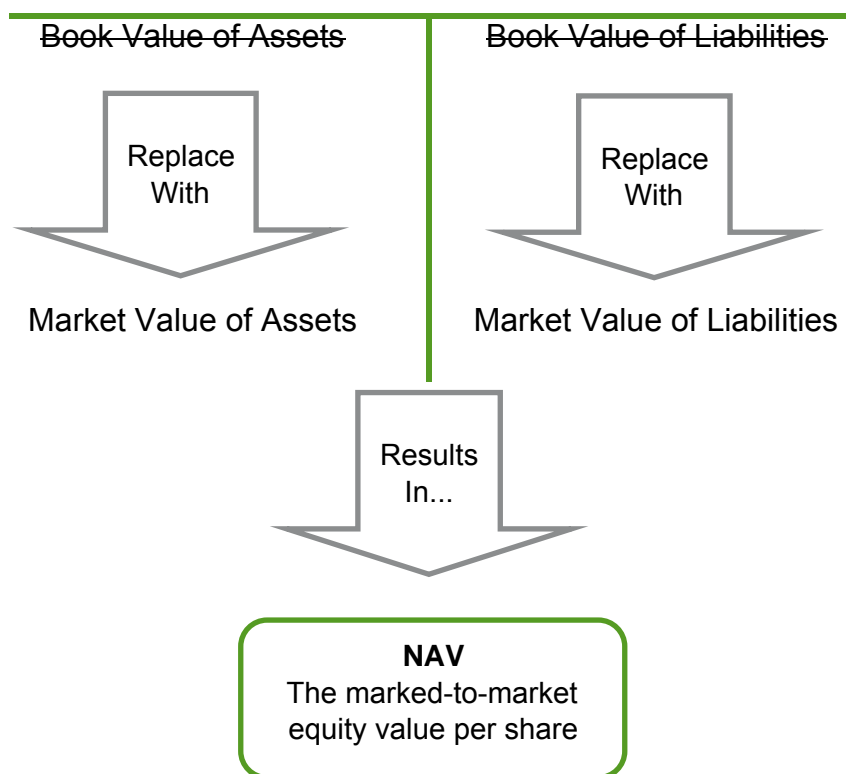 Book Value of Assets
Book Value of Liabilities
Replace
With
Replace
With
Market Value of Assets
Market Value of Liabilities
Results
In...
NAV
The marked-to-market
equity value per share